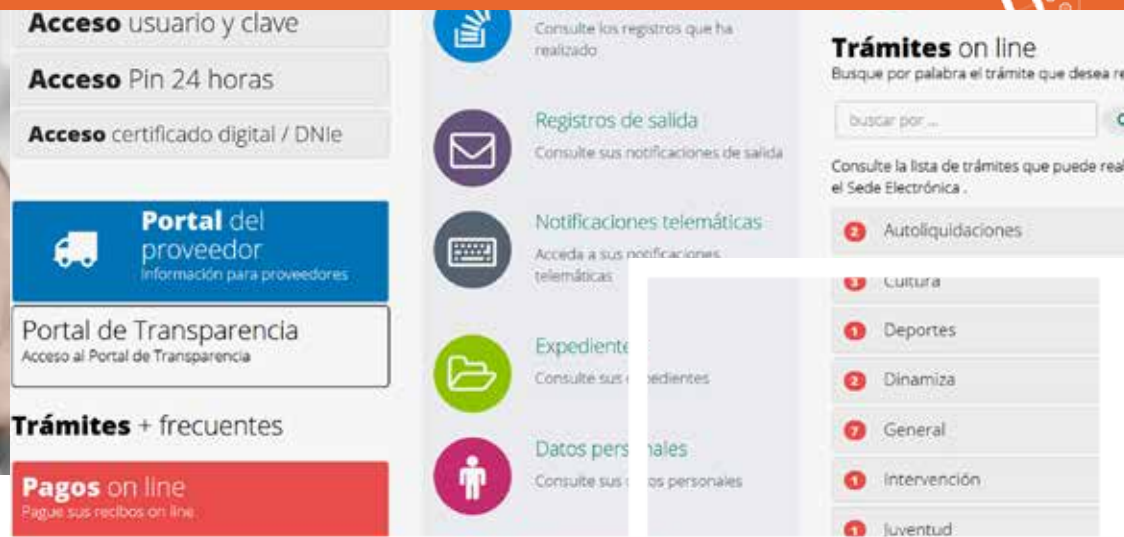 Acceso usuario y clave
Acceso Pin 24 horas
Acceso certificado digital / DNIe
Portal del
proveedor
Información para proveedores
Portal de Transparencia
Acceso al Portal de Transparencia
Trámites + frecuentes
Pagos on line
Pague sus recibos on line
Consulte los registros que ha
realizado
Registros de salida
Consulte sus notificaciones de salida
Notificaciones telemáticas
Acceda a sus notificaciones
telemáticas
Expediente
Consulte sus
Datos
Consulte sus personales
Trámites on line
Busque por palabra el trámite que desea
buscar por ...
Consulte la lista de trámites que puede
el Sede Electrónica .
2 Autoliquidaciones
3 Cultura
1 Deportes
2 Dinamiza
7 General
1 Intervención
1 Juventud